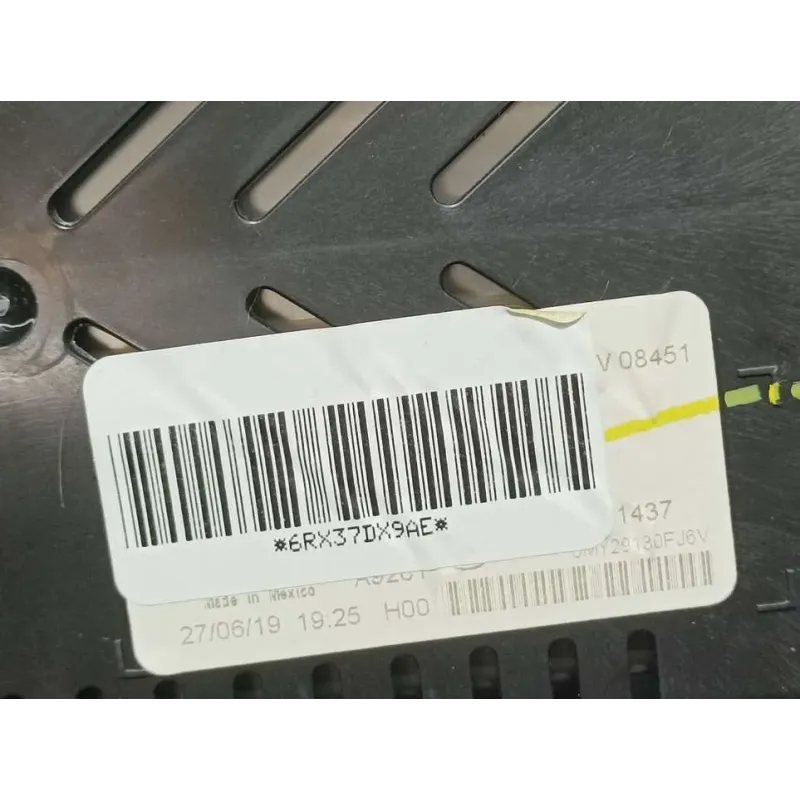 V 08451
*6RX37DX9AE*
1437
Made in Mexico
27/06/19 19:25 H00